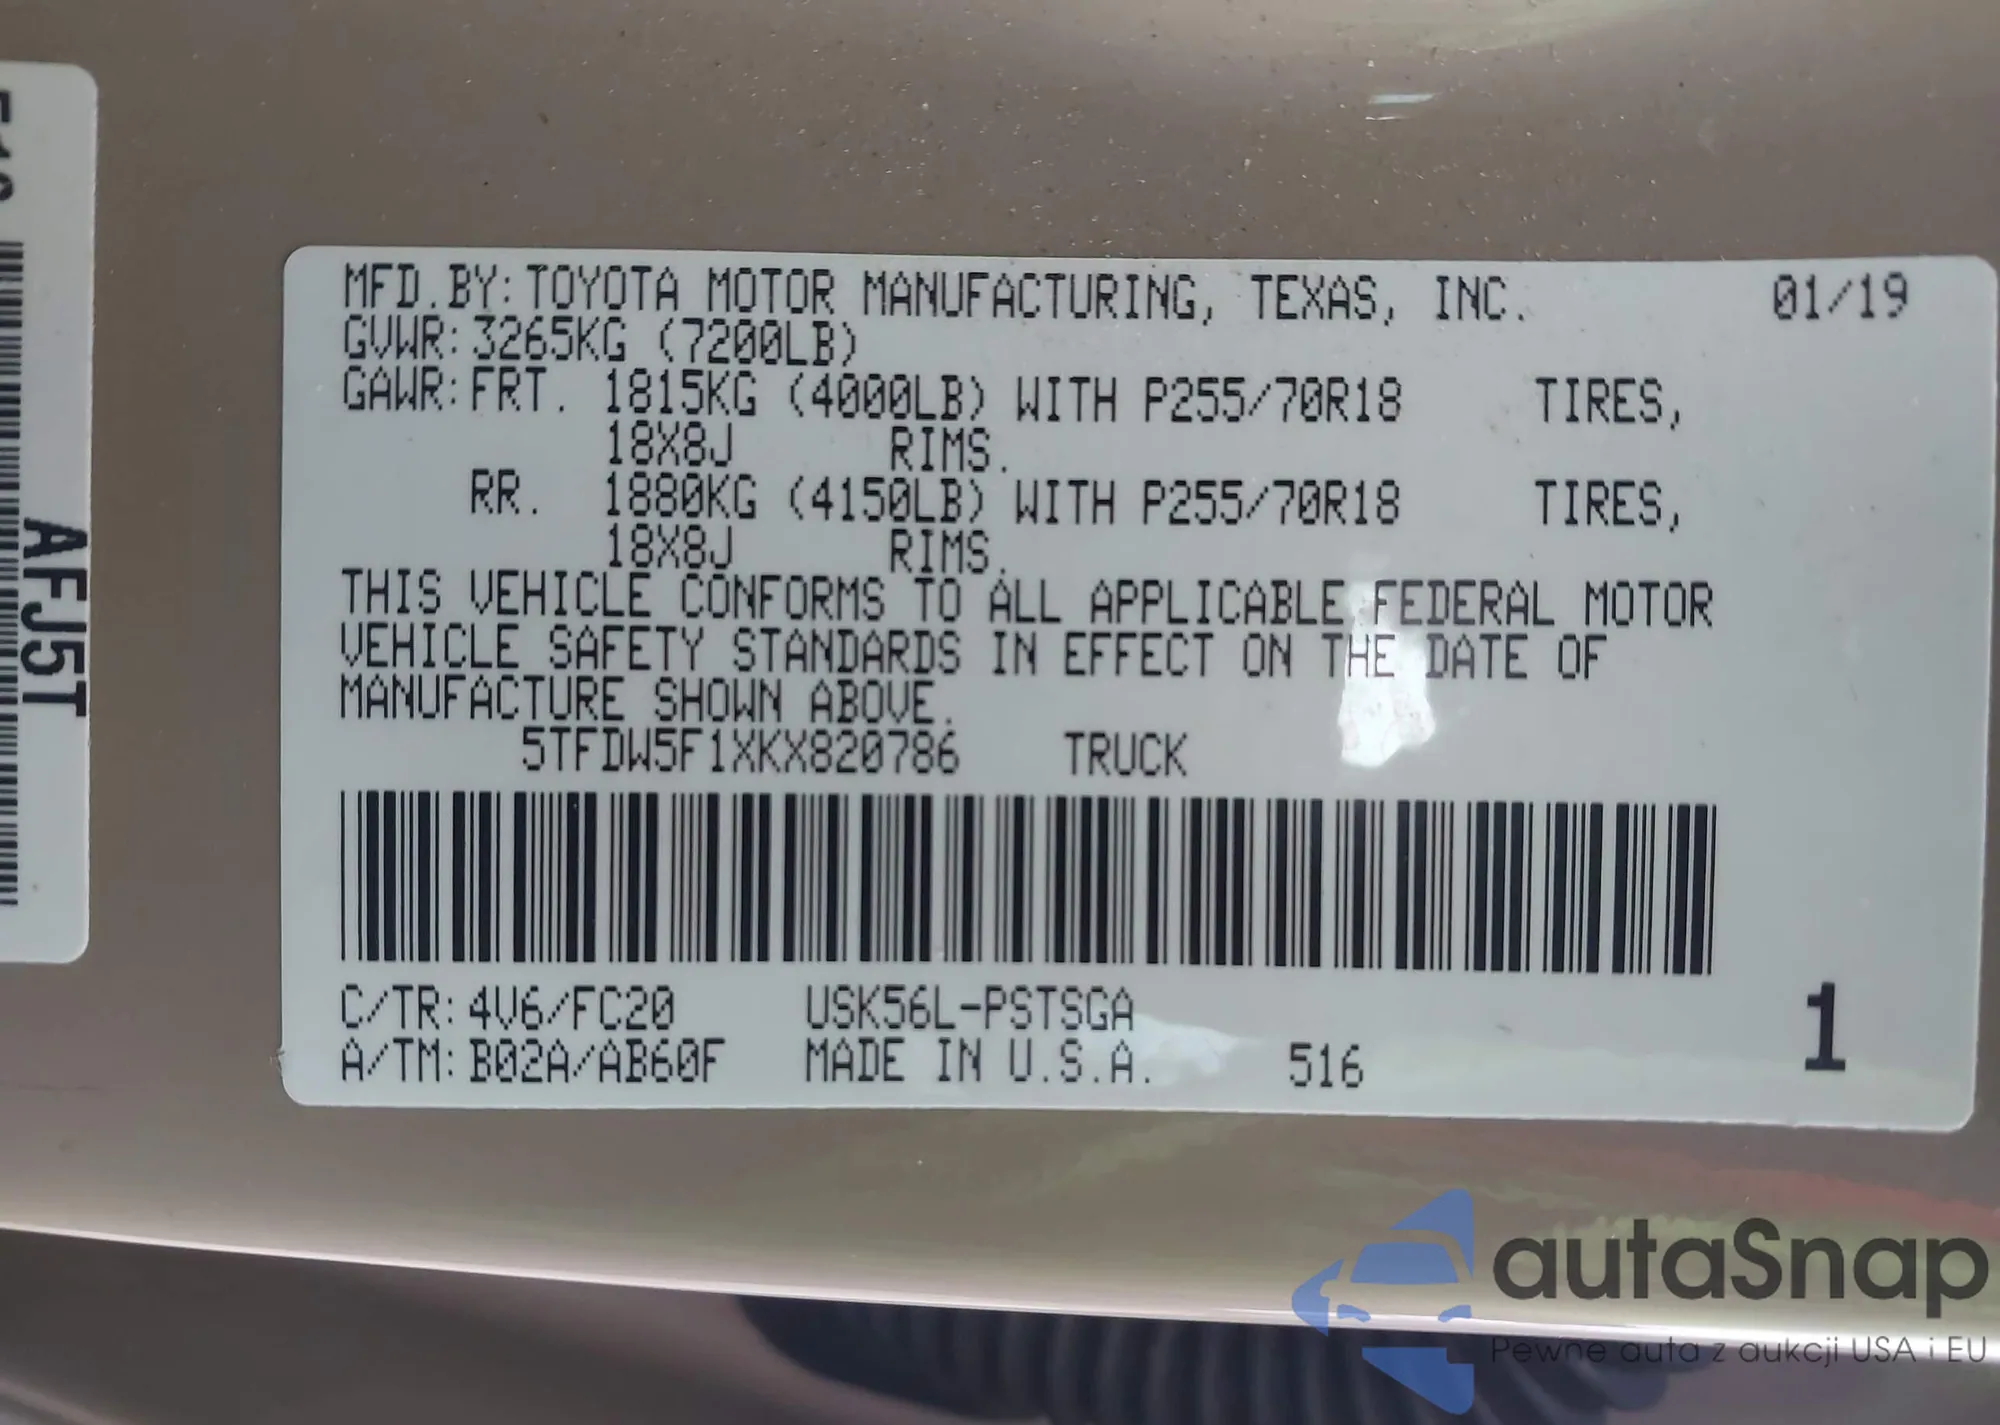 MFD.BY:TOYOTA MOTOR MANUFACTURING, TEXAS, INC. 01/19
GVWR:3265KG (7200LB)
GAWR:FRT. 1815KG (4000LB) WITH P255/70R18 TIRES,
18X8J RIMS.
RR. 1880KG (4150LB) WITH P255/70R18 TIRES,
18X8J RIMS.
THIS VEHICLE CONFORMS TO ALL APPLICABLE FEDERAL MOTOR
VEHICLE SAFETY STANDARDS IN EFFECT ON THE DATE OF
MANUFACTURE SHOWN ABOVE.
5TFDW5F1XKX820786 TRUCK
C/TR:4V6/FC20 USK56L-PSTSGA
A/TM:B02A/AB60F MADE IN U.S.A. 516
1
AFJ5T
autaSnap
Pewne auta z aukcji USA i EU